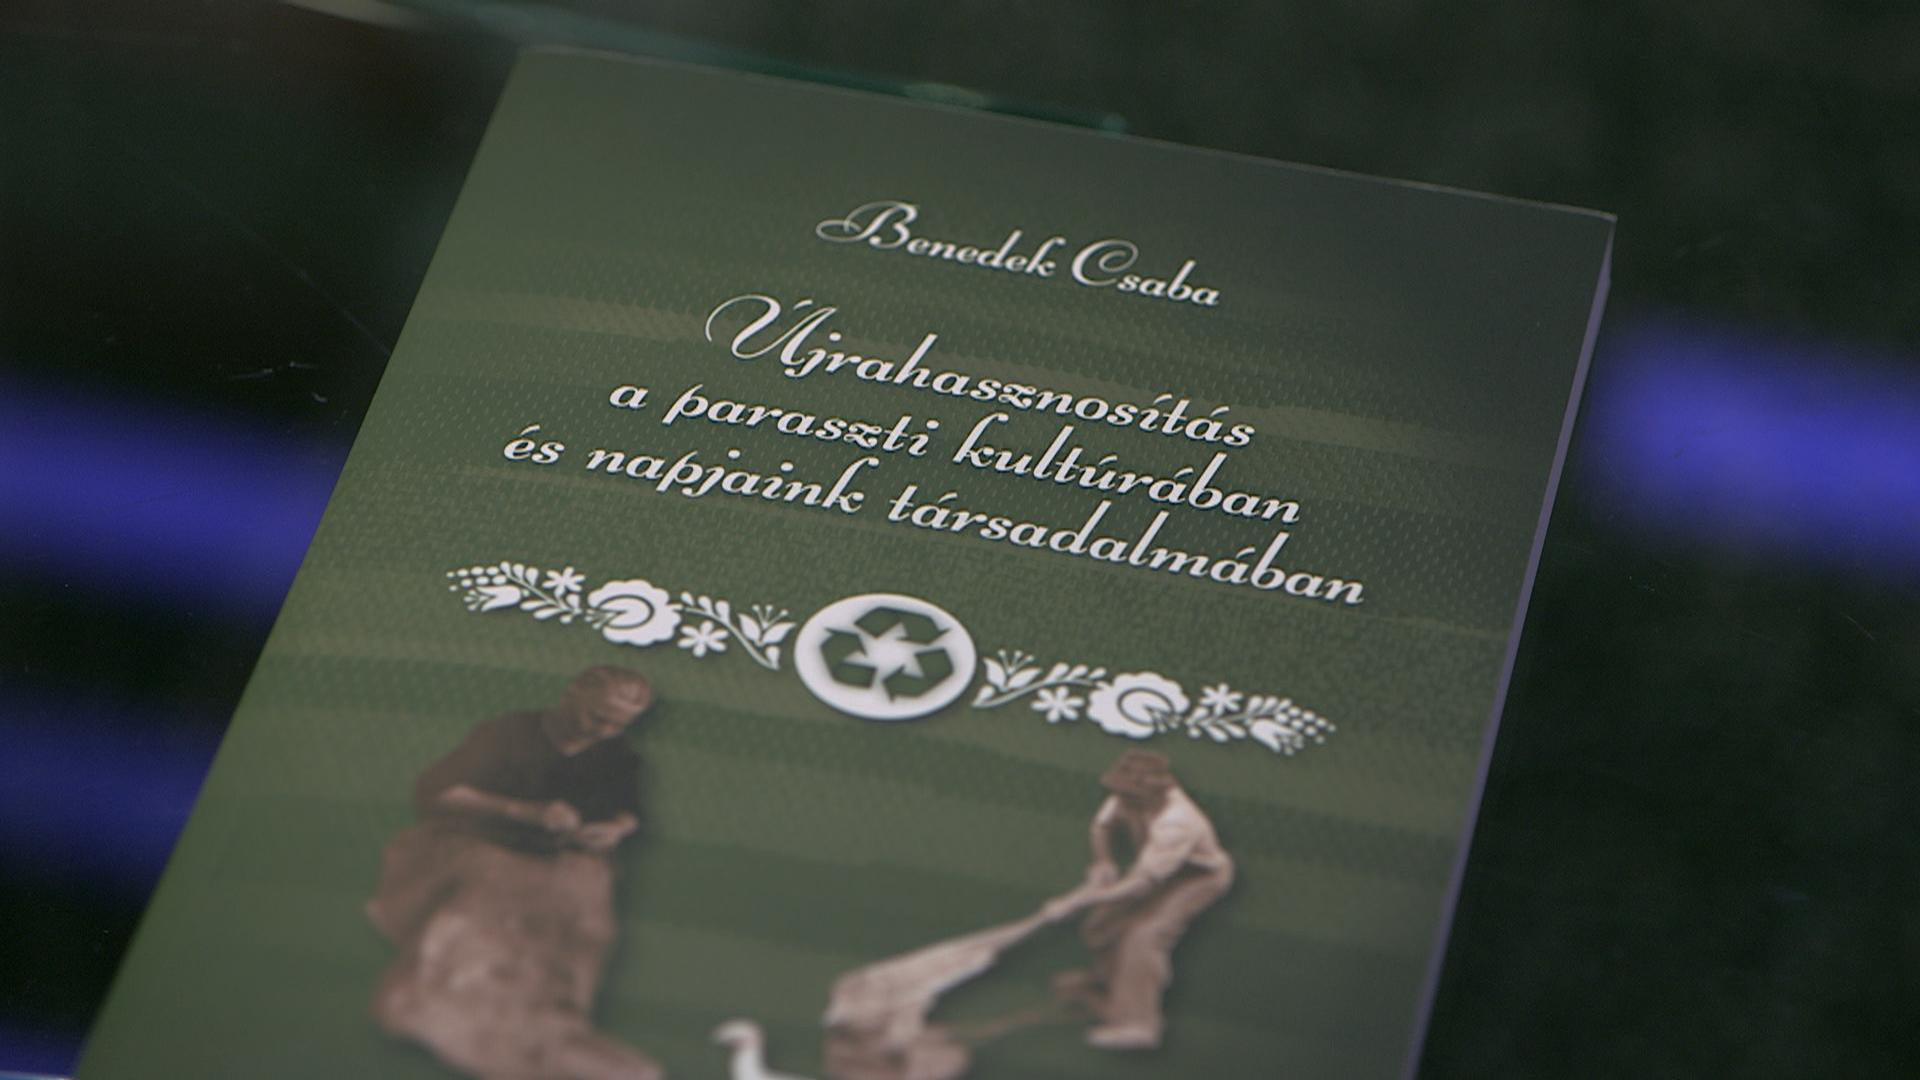 Benedek Csaba
Újrahasznosítás
a paraszti kultúrában
és napjaink társadalmában